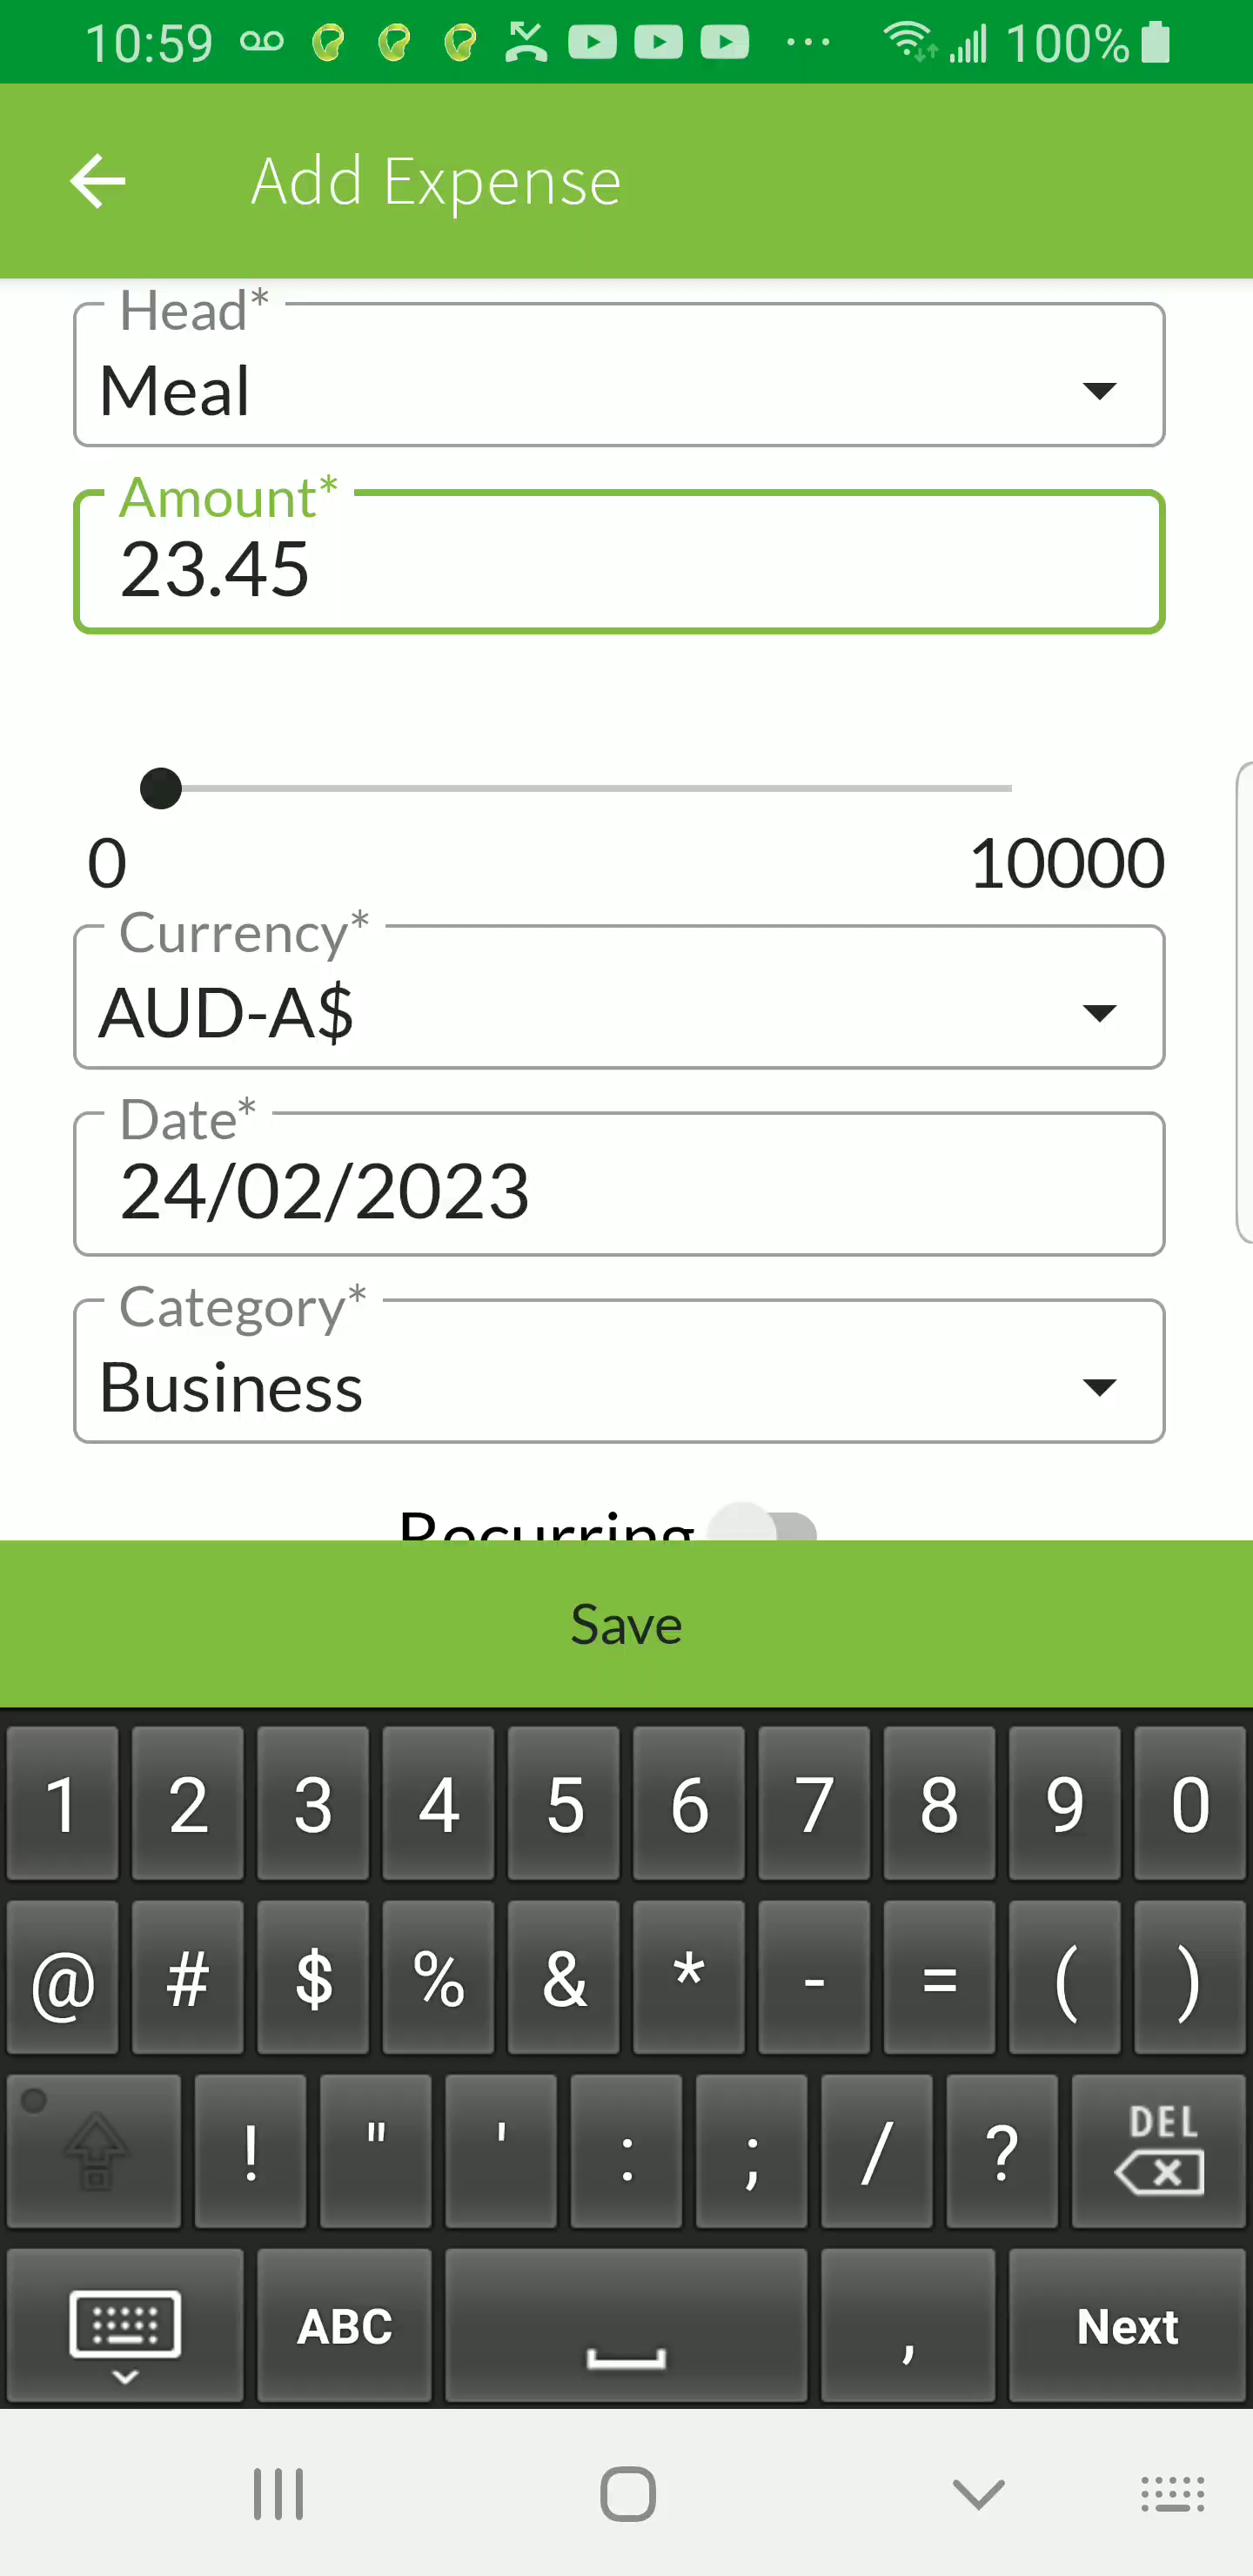 10:59 100%
Add Expense
Head*
Meal
Amount*
23.45
0 10000
Currency*
AUD-A$
Date*
24/02/2023
Category*
Business
Recurring
Save
1 2 3 4 5 6 7 8 9 0
@ # $ % & * - = ( )
! " ' : ; / ? DEL
ABC , Next